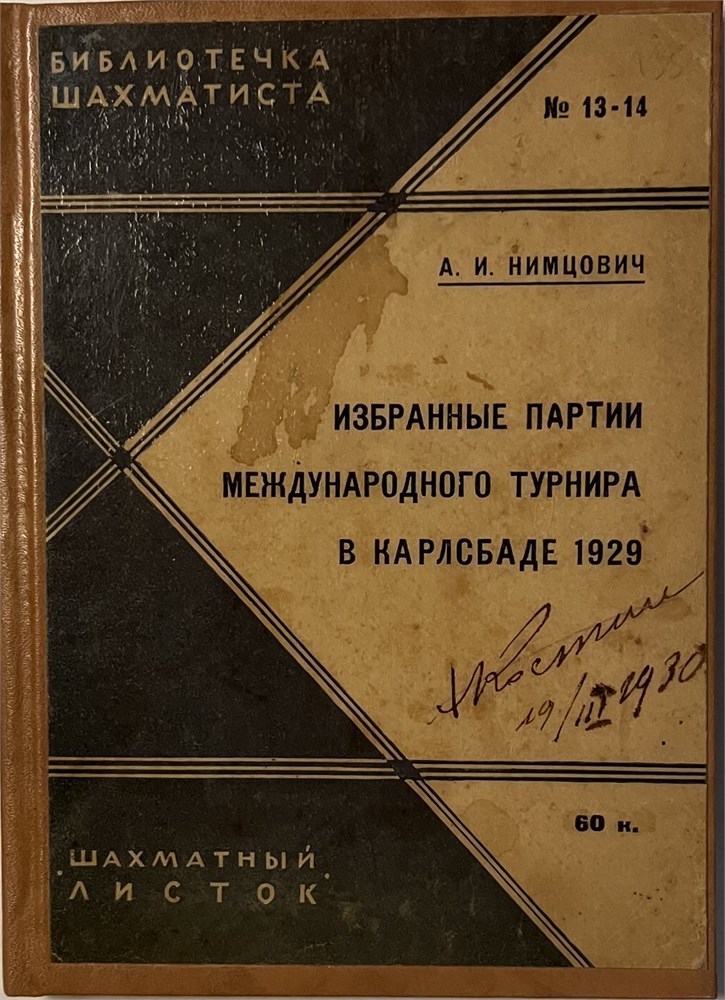 БИБЛИОТЕЧКА
ШАХМАТИСТА
№ 13-14
А. И. НИМЦОВИЧ
ИЗБРАННЫЕ ПАРТИИ
МЕЖДУНАРОДНОГО ТУРНИРА
В КАРЛСБАДЕ 1929
19/III 1930
60 к.
"ШАХМАТНЫЙ
ЛИСТОК"